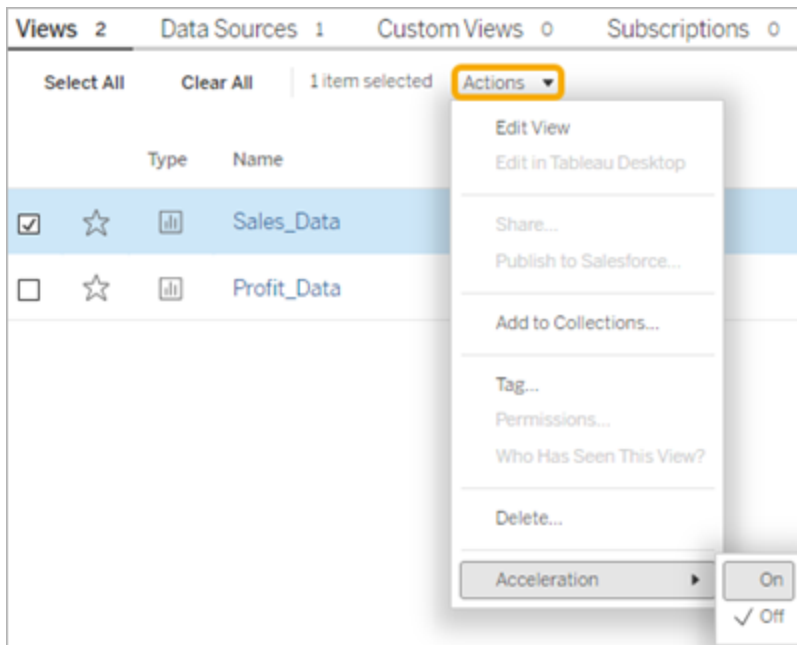 Views 2 Data Sources 1 Custom Views 0 Subscriptions 0
Select All Clear All 1 item selected Actions
Type Name
Sales_Data
Profit_Data
Edit View
Edit in Tableau Desktop
Share...
Publish to Salesforce...
Add to Collections...
Tag...
Permissions...
Who Has Seen This View?
Delete...
Acceleration
On
Off